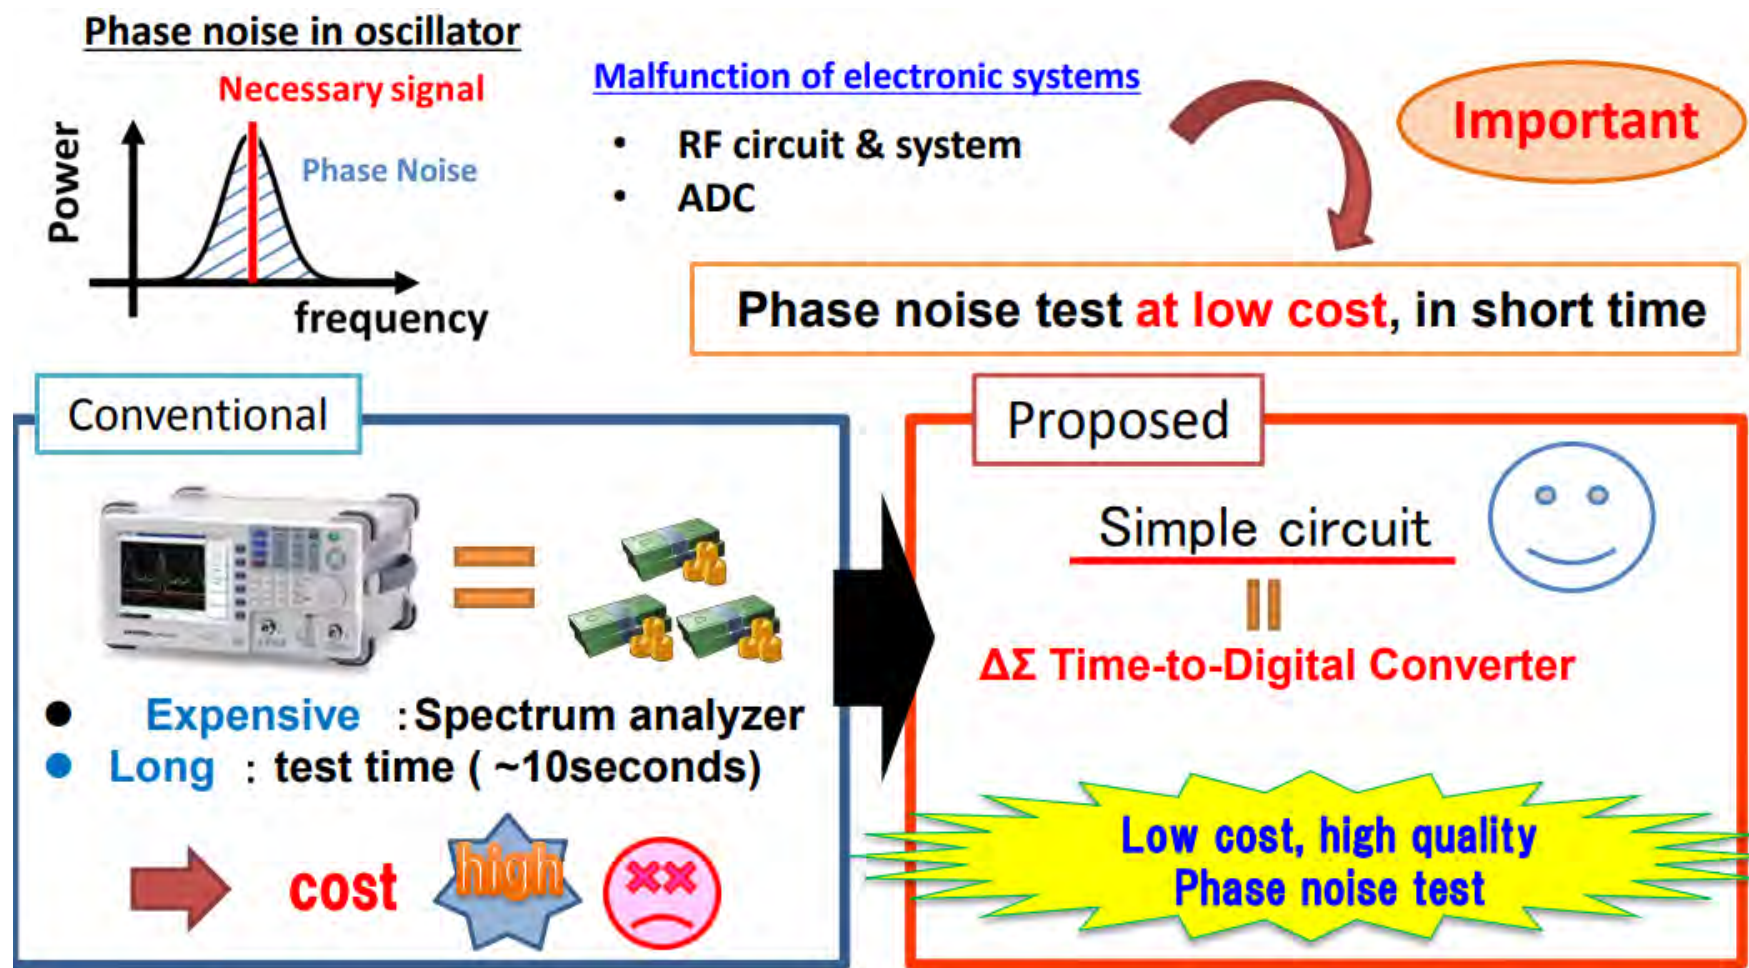 Phase noise in oscillator
Necessary signal
Phase Noise
Power
frequency
Malfunction of electronic systems
• RF circuit & system
• ADC
Important
Phase noise test at low cost, in short time
Conventional
● Expensive : Spectrum analyzer
● Long : test time ( ~10seconds)
cost high
Proposed
Simple circuit
ΔΣ Time-to-Digital Converter
Low cost, high quality
Phase noise test